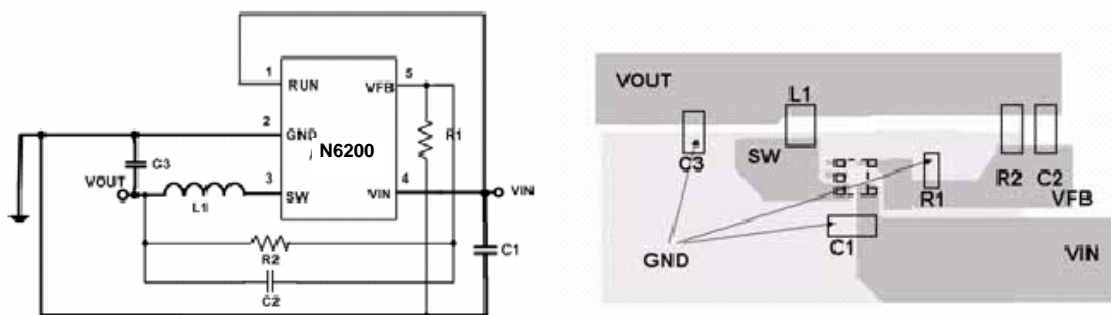 1
RUN
VFB
5
R1
2
GND
N6200
C3
VOUT
3
SW
VIN
4
VIN
L1
C1
R2
C2
VOUT
L1
C3
SW
R1
R2
C2
VFB
C1
GND
VIN